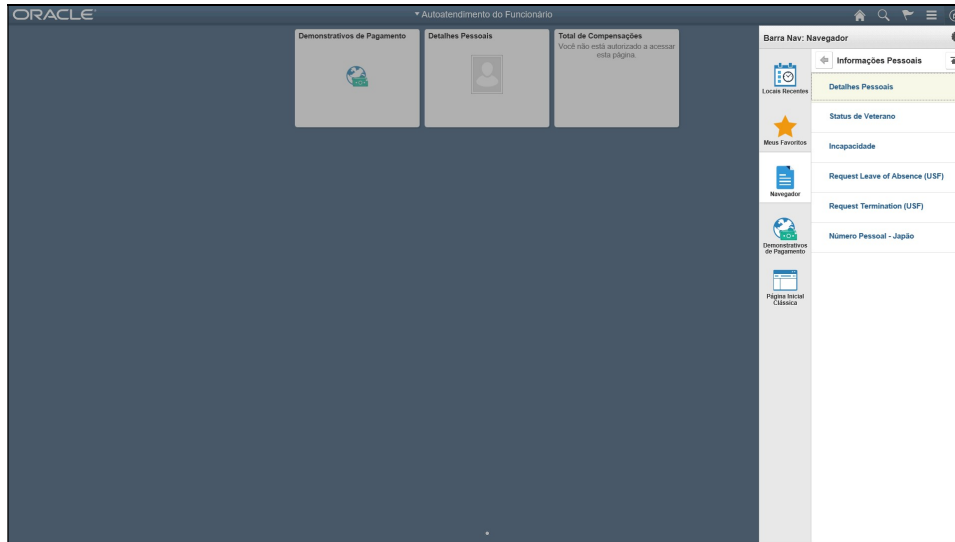 ORACLE
Autoatendimento do Funcionário
Demonstrativos de Pagamento
Detalhes Pessoais
Total de Compensações
Você não está autorizado a acessar
esta página.
Barra Nav: Navegador
Locais Recentes
Meus Favoritos
Navegador
Demonstrativos
de Pagamento
Página Inicial
Clássica
Informações Pessoais
Detalhes Pessoais
Status de Veterano
Incapacidade
Request Leave of Absence (USF)
Request Termination (USF)
Número Pessoal - Japão